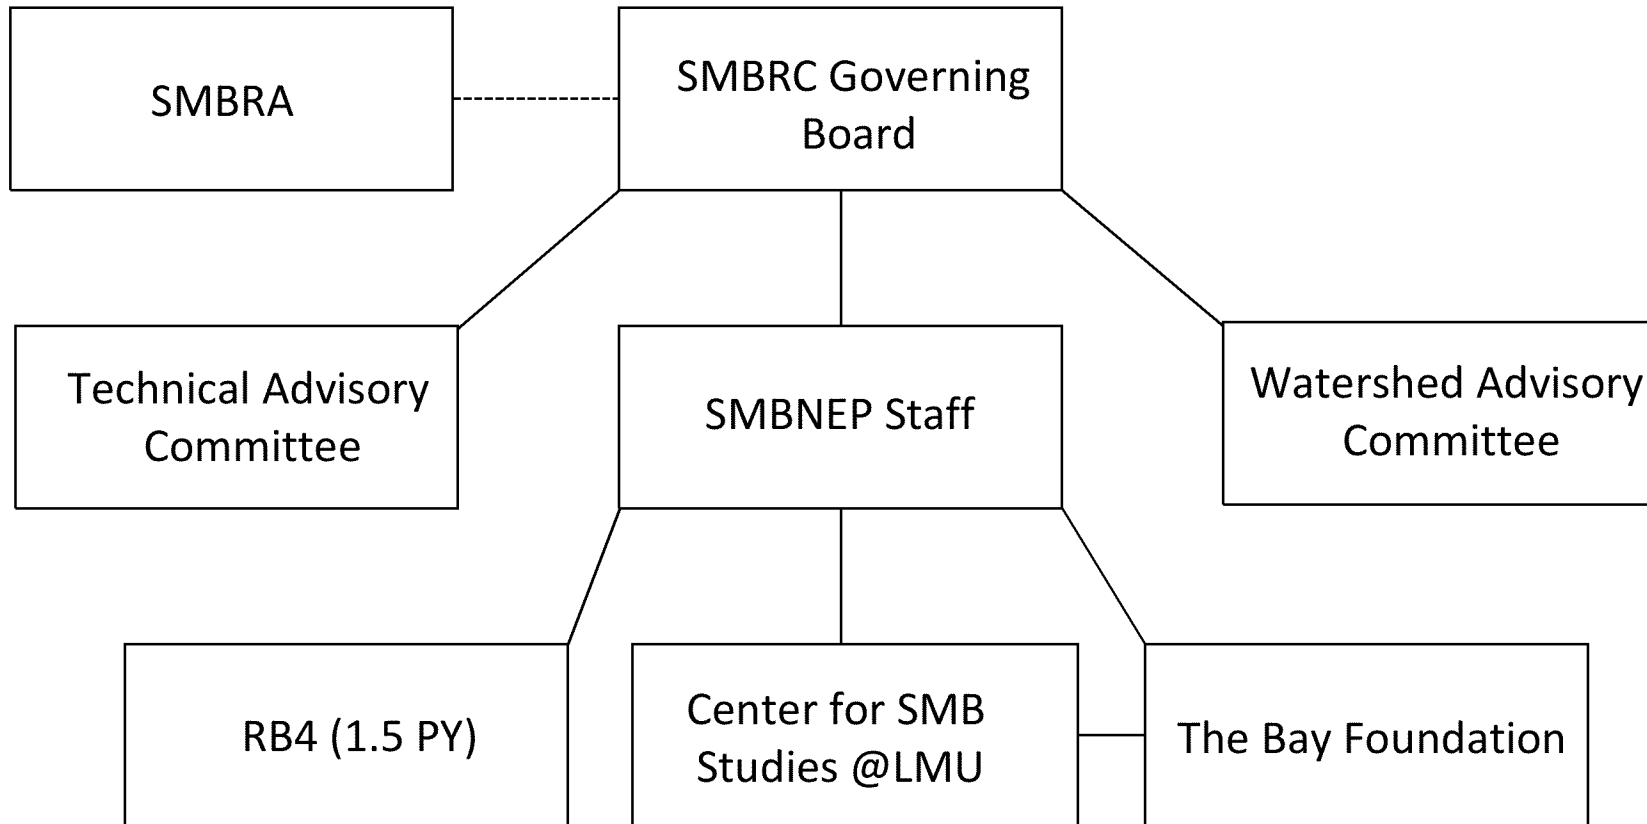 SMBRA
SMBRC Governing
Board
Technical Advisory
Committee
SMBNEP Staff
Watershed Advisory
Committee
RB4 (1.5 PY)
Center for SMB
Studies @LMU
The Bay Foundation